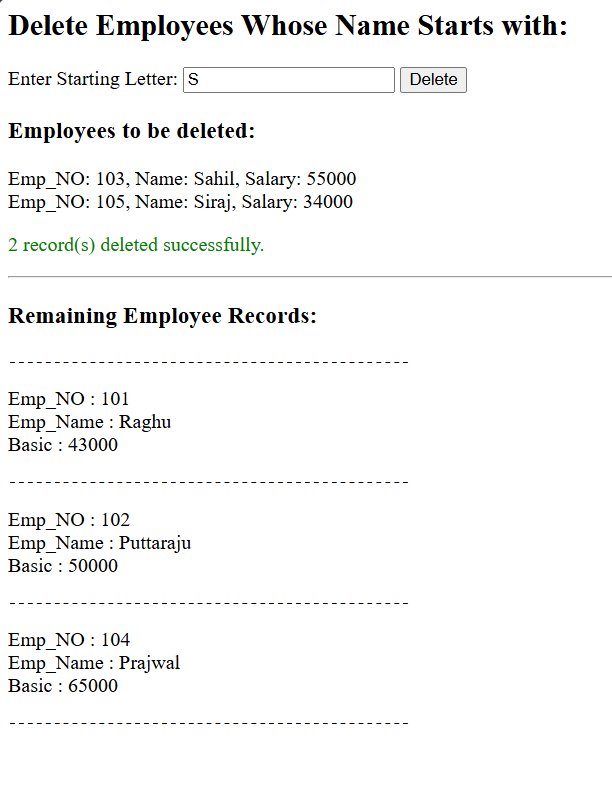 Delete Employees Whose Name Starts with:
Enter Starting Letter: S Delete
Employees to be deleted:
Emp_NO: 103, Name: Sahil, Salary: 55000
Emp_NO: 105, Name: Siraj, Salary: 34000
2 record(s) deleted successfully.
Remaining Employee Records:
--------------------------------------------
Emp_NO : 101
Emp_Name : Raghu
Basic : 43000
--------------------------------------------
Emp_NO : 102
Emp_Name : Puttaraju
Basic : 50000
--------------------------------------------
Emp_NO : 104
Emp_Name : Prajwal
Basic : 65000
--------------------------------------------